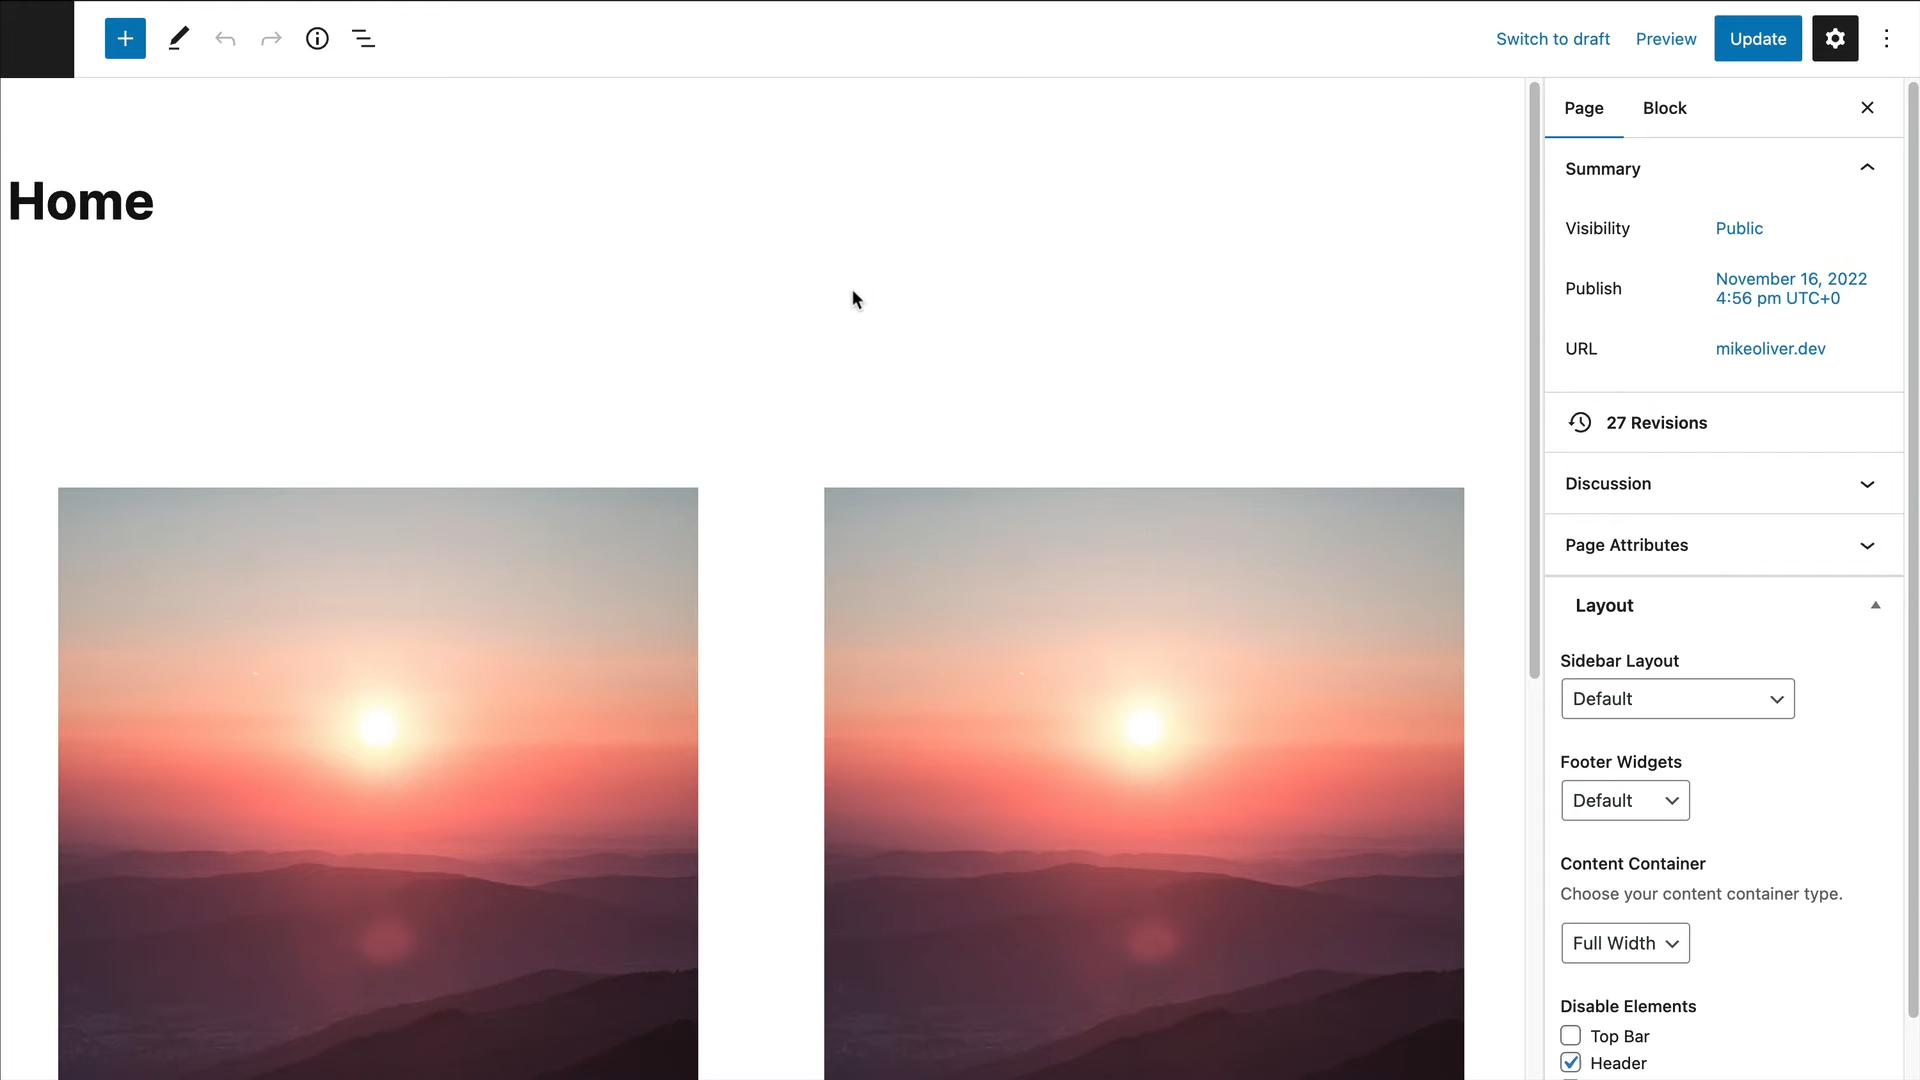 Switch to draft
Preview
Update
Page
Block
Home
Summary
Visibility
Public
Publish
November 16, 2022
4:56 pm UTC+0
URL
mikeoliver.dev
27 Revisions
Discussion
Page Attributes
Layout
Sidebar Layout
Default
Footer Widgets
Default
Content Container
Choose your content container type.
Full Width
Disable Elements
Top Bar
Header